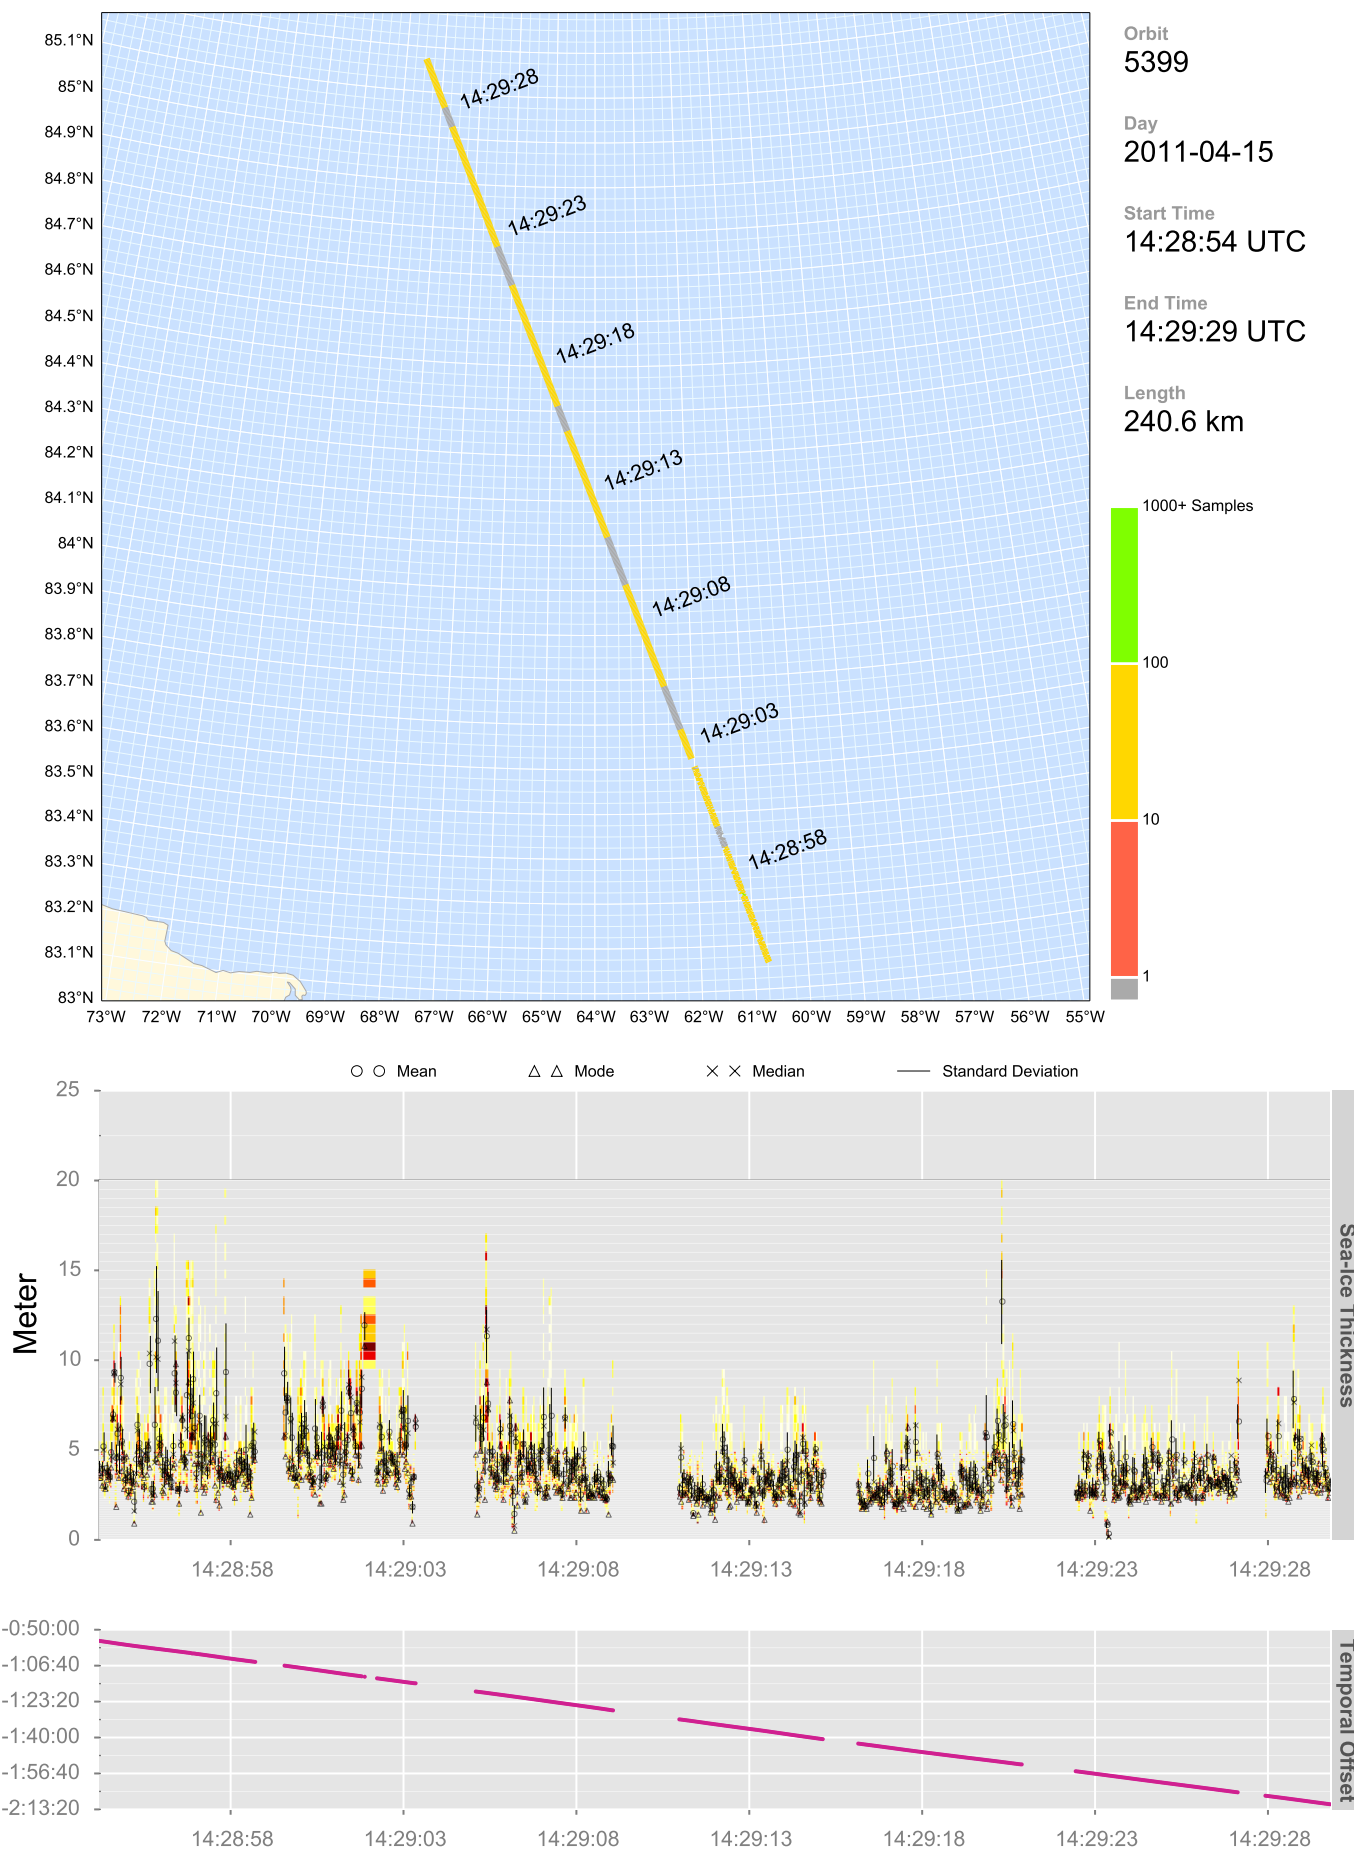 85.1°N
85°N
84.9°N
84.8°N
84.7°N
84.6°N
84.5°N
84.4°N
84.3°N
84.2°N
84.1°N
84°N
83.9°N
83.8°N
83.7°N
83.6°N
83.5°N
83.4°N
83.3°N
83.2°N
83.1°N
83°N
73°W 72°W 71°W 70°W 69°W 68°W 67°W 66°W 65°W 64°W 63°W 62°W 61°W 60°W 59°W 58°W 57°W 56°W 55°W
14:29:28
14:29:23
14:29:18
14:29:13
14:29:08
14:29:03
14:28:58
Orbit
5399
Day
2011-04-15
Start Time
14:28:54 UTC
End Time
14:29:29 UTC
Length
240.6 km
1000+ Samples
100
10
1
Mean Mode Median Standard Deviation
25
20
15
10
5
0
Meter
Sea-Ice Thickness
14:28:58 14:29:03 14:29:08 14:29:13 14:29:18 14:29:23 14:29:28
-0:50:00
-1:06:40
-1:23:20
-1:40:00
-1:56:40
-2:13:20
Temporal Offset
14:28:58 14:29:03 14:29:08 14:29:13 14:29:18 14:29:23 14:29:28